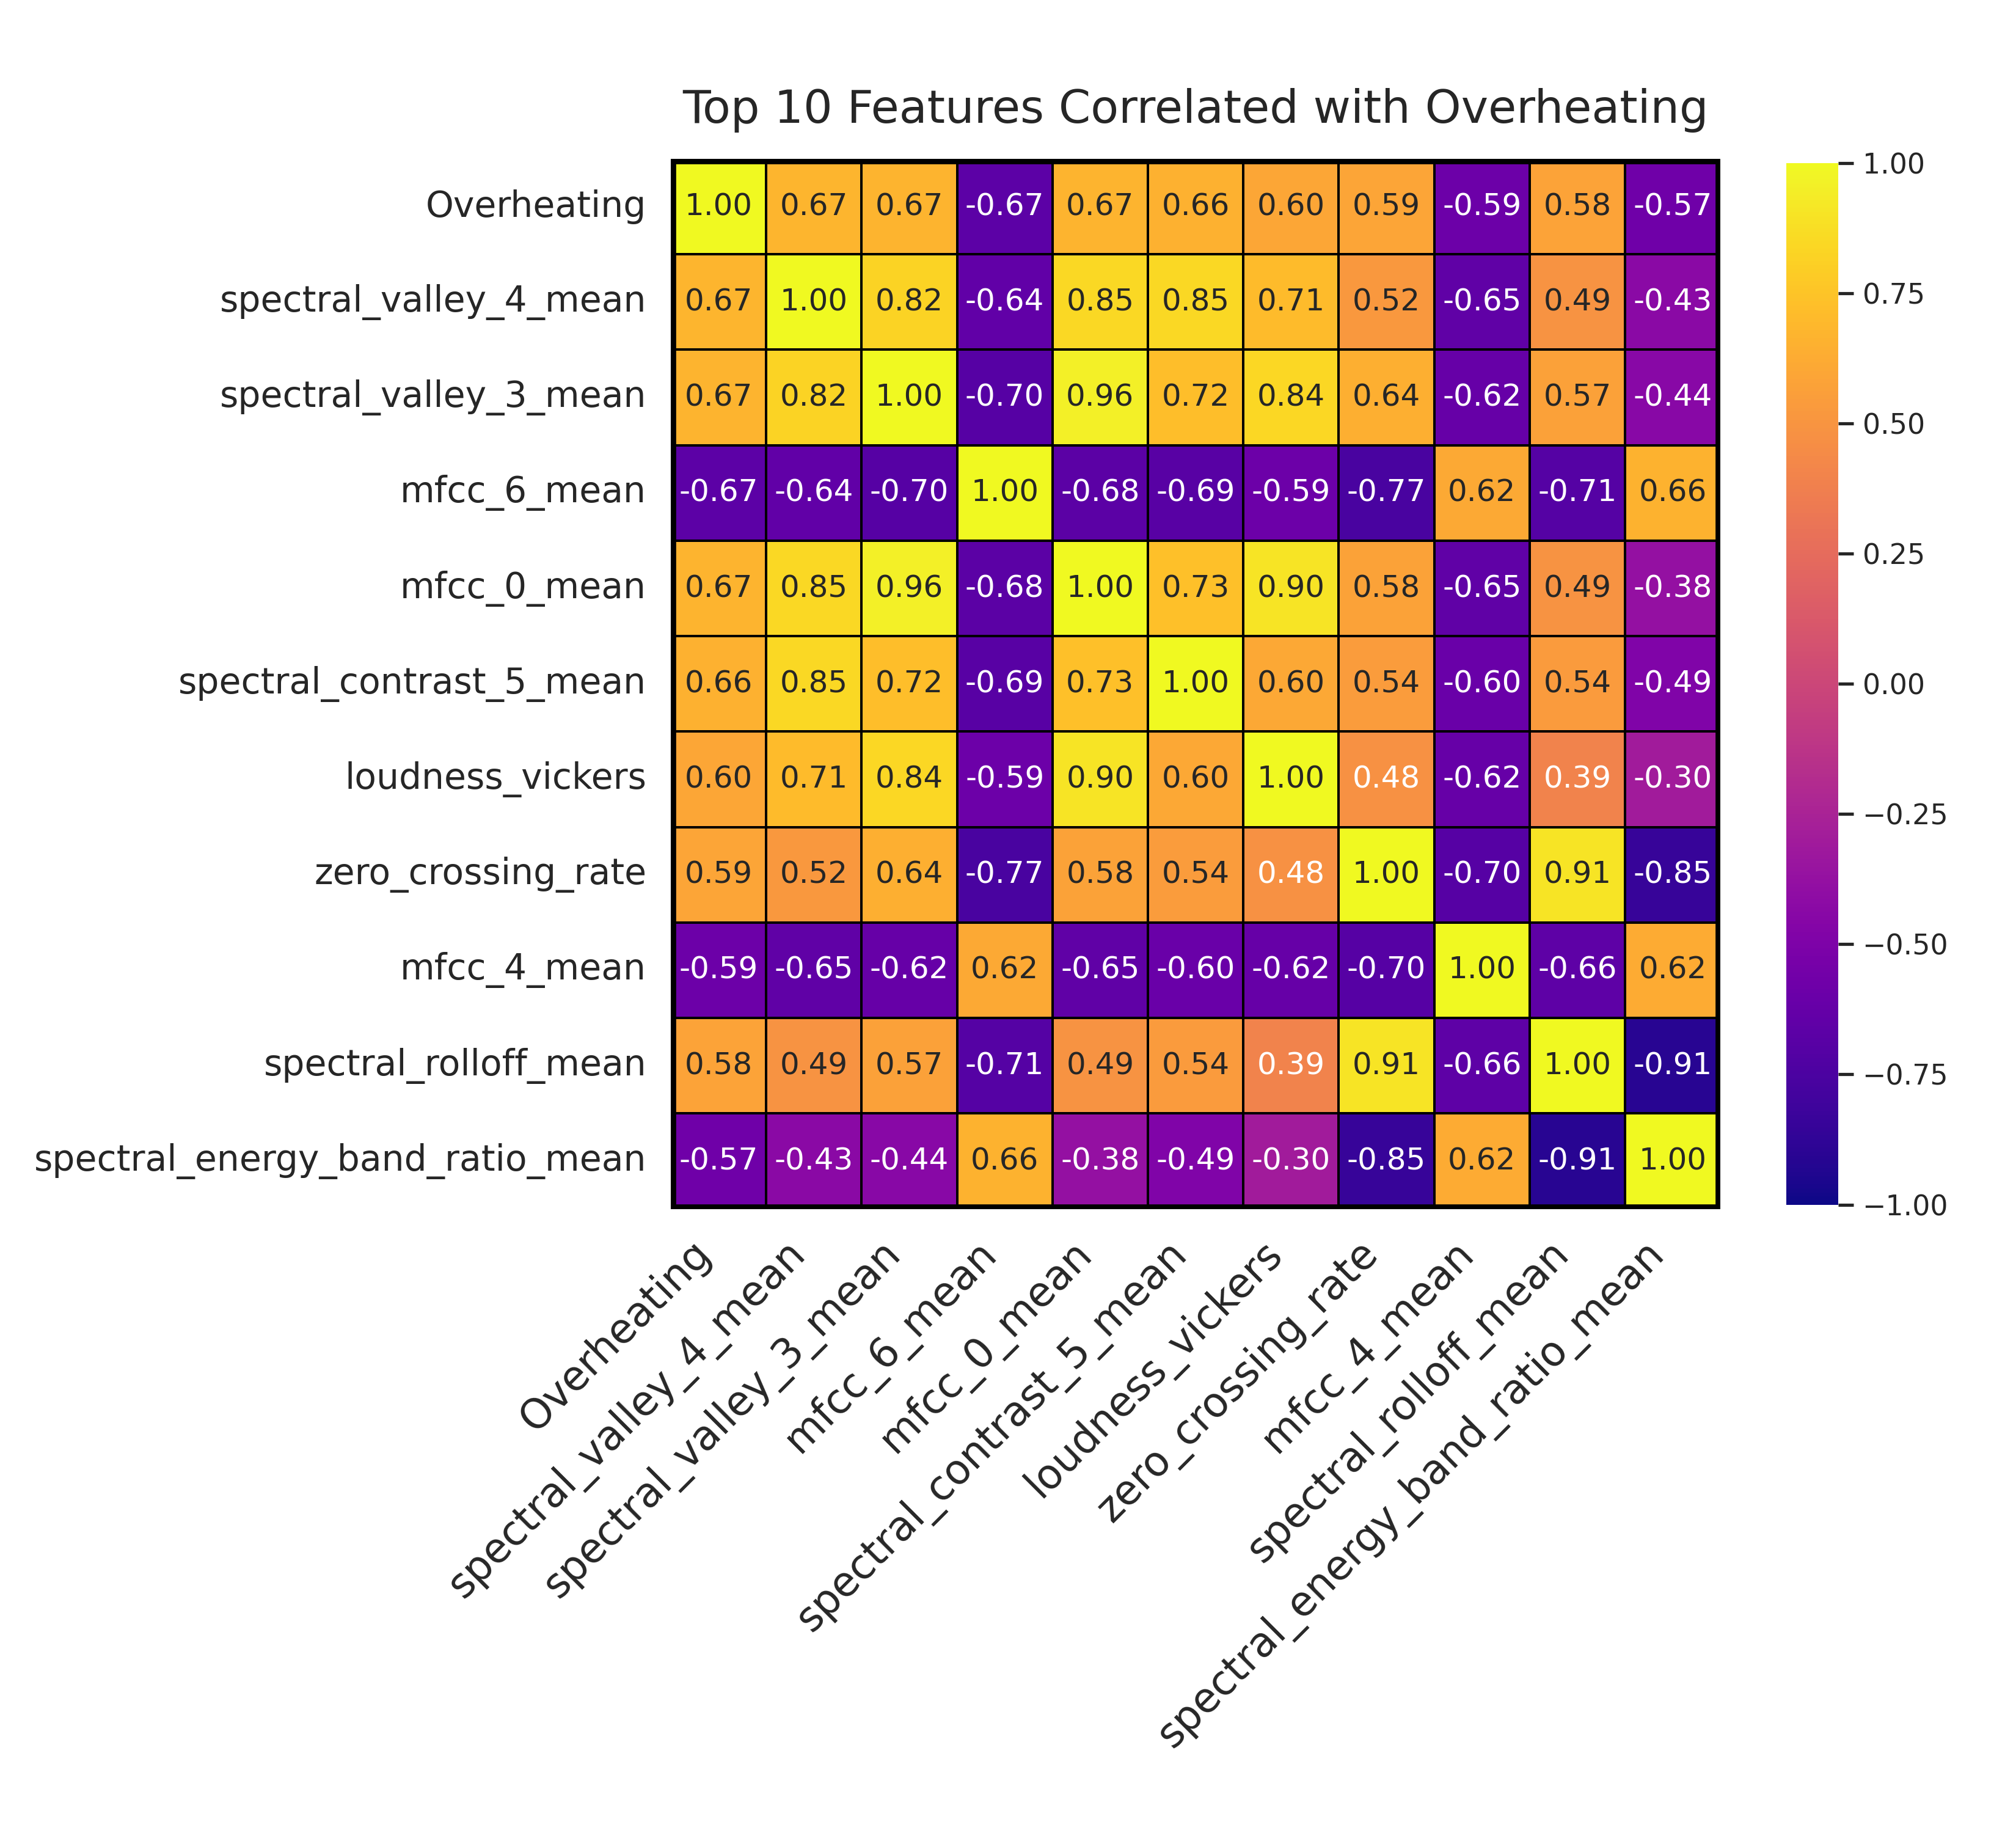 Top 10 Features Correlated with Overheating
Overheating 1.00 0.67 0.67 -0.67 0.67 0.66 0.60 0.59 -0.59 0.58 -0.57
spectral_valley_4_mean 0.67 1.00 0.82 -0.64 0.85 0.85 0.71 0.52 -0.65 0.49 -0.43
spectral_valley_3_mean 0.67 0.82 1.00 -0.70 0.96 0.72 0.84 0.64 -0.62 0.57 -0.44
mfcc_6_mean -0.67 -0.64 -0.70 1.00 -0.68 -0.69 -0.59 -0.77 0.62 -0.71 0.66
mfcc_0_mean 0.67 0.85 0.96 -0.68 1.00 0.73 0.90 0.58 -0.65 0.49 -0.38
spectral_contrast_5_mean 0.66 0.85 0.72 -0.69 0.73 1.00 0.60 0.54 -0.60 0.54 -0.49
loudness_vickers 0.60 0.71 0.84 -0.59 0.90 0.60 1.00 0.48 -0.62 0.39 -0.30
zero_crossing_rate 0.59 0.52 0.64 -0.77 0.58 0.54 0.48 1.00 -0.70 0.91 -0.85
mfcc_4_mean -0.59 -0.65 -0.62 0.62 -0.65 -0.60 -0.62 -0.70 1.00 -0.66 0.62
spectral_rolloff_mean 0.58 0.49 0.57 -0.71 0.49 0.54 0.39 0.91 -0.66 1.00 -0.91
spectral_energy_band_ratio_mean -0.57 -0.43 -0.44 0.66 -0.38 -0.49 -0.30 -0.85 0.62 -0.91 1.00
Overheating
spectral_valley_4_mean
spectral_valley_3_mean
mfcc_6_mean
mfcc_0_mean
spectral_contrast_5_mean
loudness_vickers
zero_crossing_rate
mfcc_4_mean
spectral_rolloff_mean
spectral_energy_band_ratio_mean
1.00
0.75
0.50
0.25
0.00
−0.25
−0.50
−0.75
−1.00